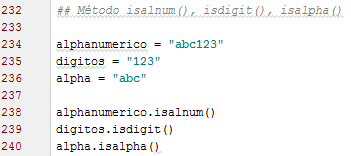 232 ## Método isalnum(), isdigit(), isalpha()
233
234 alphanumerico = "abc123"
235 digitos = "123"
236 alpha = "abc"
237
238 alphanumerico.isalnum()
239 digitos.isdigit()
240 alpha.isalpha()